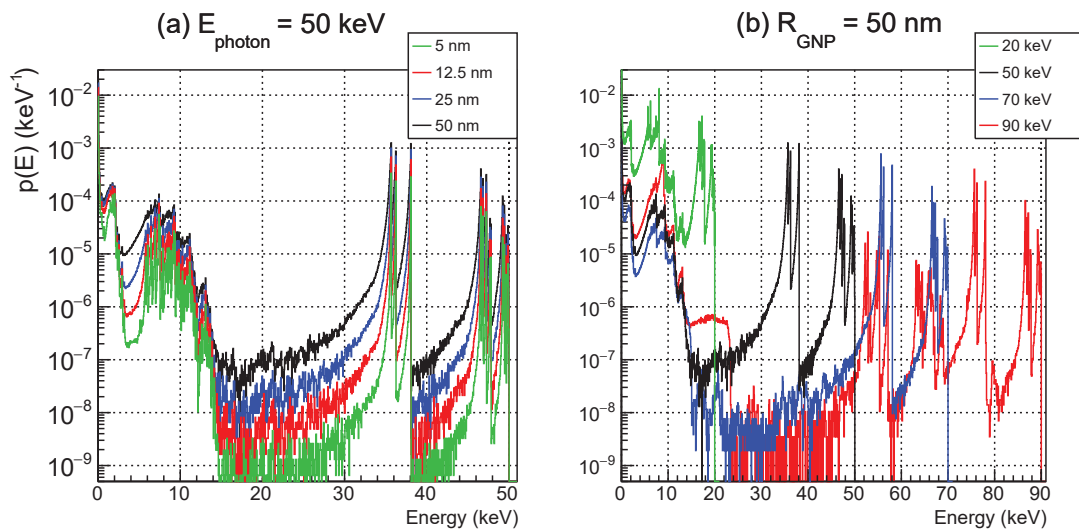 (a) E photon = 50 keV
(b) R GNP = 50 nm
5 nm
12.5 nm
25 nm
50 nm
20 keV
50 keV
70 keV
90 keV
p(E) (keV⁻¹)
10⁻²
10⁻³
10⁻⁴
10⁻⁵
10⁻⁶
10⁻⁷
10⁻⁸
10⁻⁹
0 10 20 30 40 50
Energy (keV)
10⁻²
10⁻³
10⁻⁴
10⁻⁵
10⁻⁶
10⁻⁷
10⁻⁸
10⁻⁹
0 10 20 30 40 50 60 70 80 90
Energy (keV)